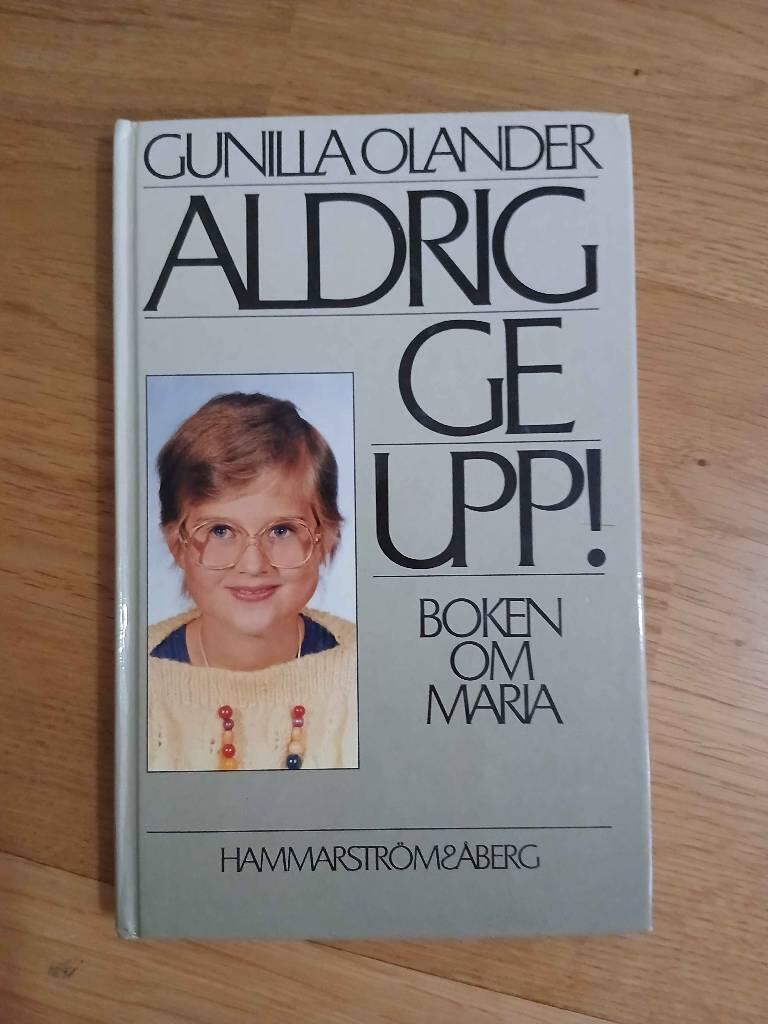 GUNILLA OLANDER
ALDRIG
GE
UPP!
BOKEN
OM
MARIA
HAMMARSTRÖM&ÅBERG